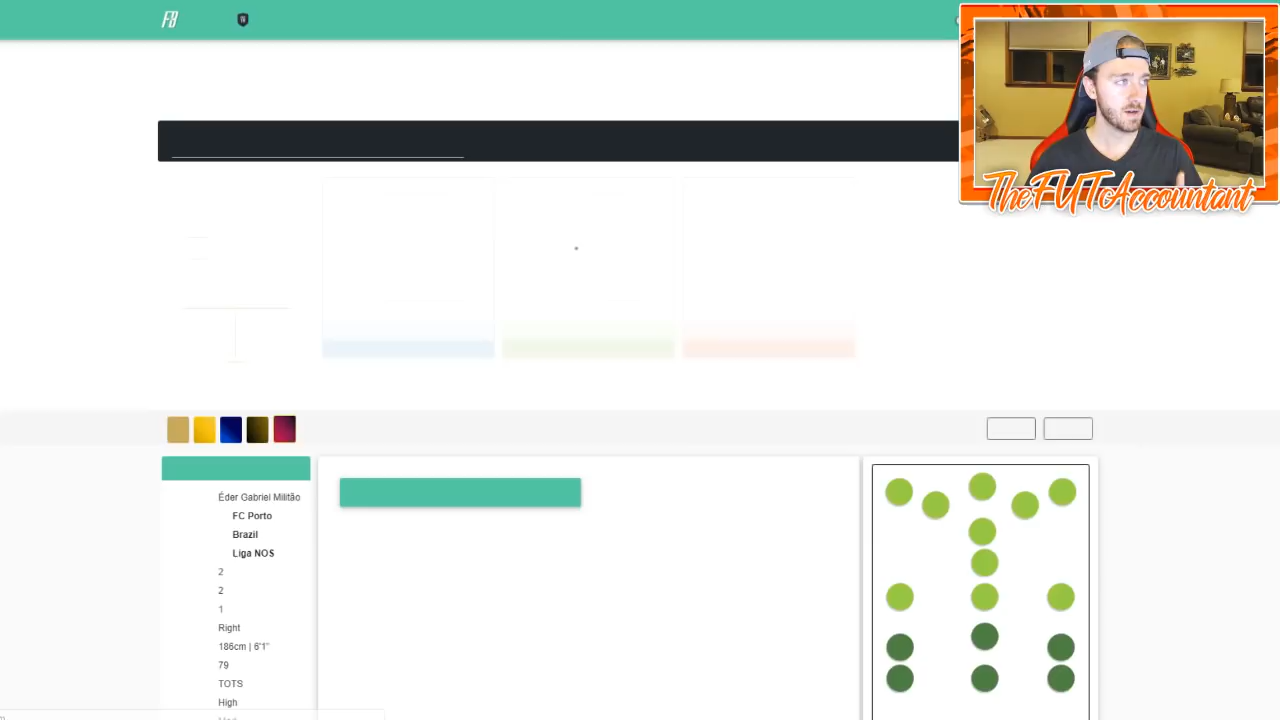 F8
TheFUTAccountant
Éder Gabriel Militão
FC Porto
Brazil
Liga NOS
2
2
1
Right
186cm | 6'1"
79
TOTS
High